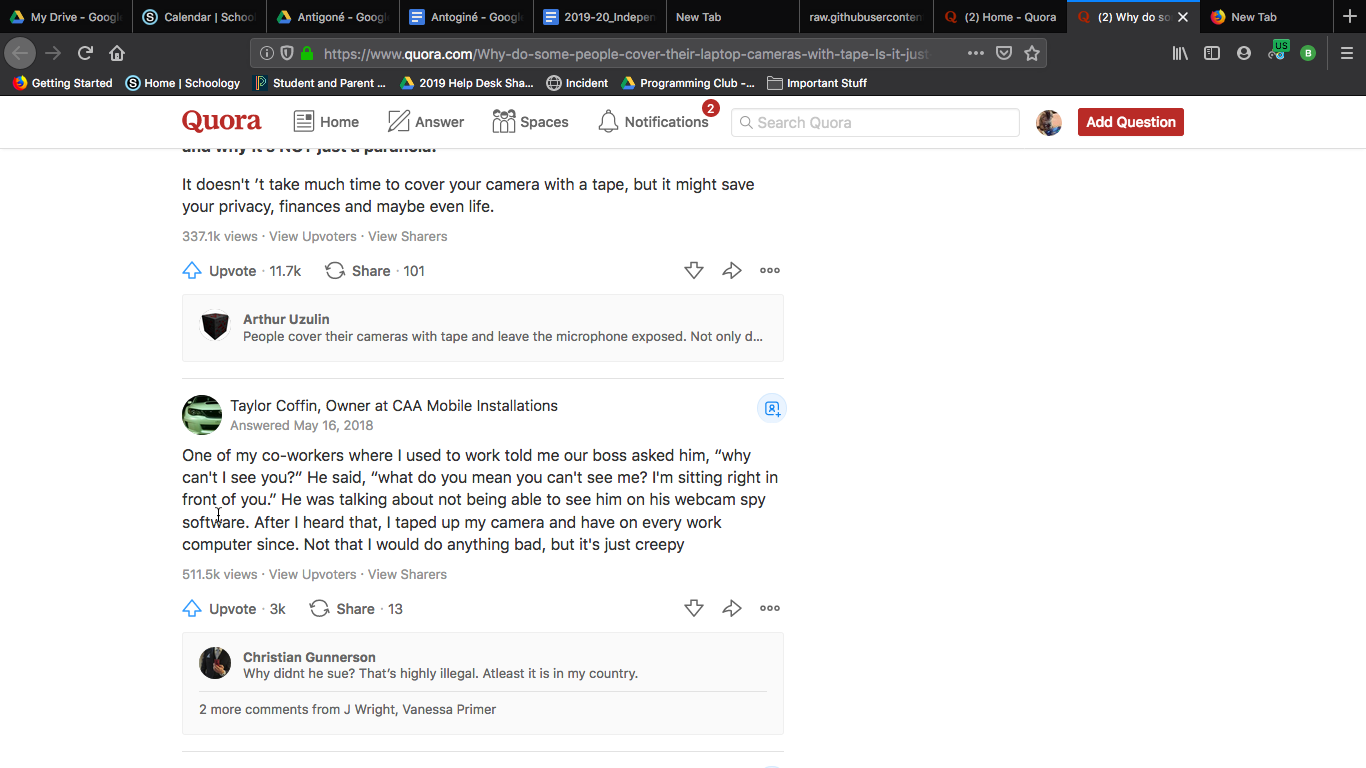 My Drive - Googl
Calendar | School
Antigoné - Googl
Antoginé - Googl
2019-20_Indepen
New Tab
raw.githubusercontent
(2) Home - Quora
(2) Why do so
New Tab
https://www.quora.com/Why-do-some-people-cover-their-laptop-cameras-with-tape-Is-it-just
US
B
Getting Started
Home | Schoology
Student and Parent ...
2019 Help Desk Sha...
Incident
Programming Club -...
Important Stuff
Quora
Home
Answer
Spaces
Notifications
2
Search Quora
Add Question
and why it's NOT just a paranoia:
It doesn't ’t take much time to cover your camera with a tape, but it might save
your privacy, finances and maybe even life.
337.1k views · View Upvoters · View Sharers
Upvote · 11.7k
Share · 101
Arthur Uzulin
People cover their cameras with tape and leave the microphone exposed. Not only d...
Taylor Coffin, Owner at CAA Mobile Installations
Answered May 16, 2018
One of my co-workers where I used to work told me our boss asked him, “why
can't I see you?” He said, “what do you mean you can't see me? I'm sitting right in
front of you.” He was talking about not being able to see him on his webcam spy
software. After I heard that, I taped up my camera and have on every work
computer since. Not that I would do anything bad, but it's just creepy
511.5k views · View Upvoters · View Sharers
Upvote · 3k
Share · 13
Christian Gunnerson
Why didnt he sue? That’s highly illegal. Atleast it is in my country.
2 more comments from J Wright, Vanessa Primer